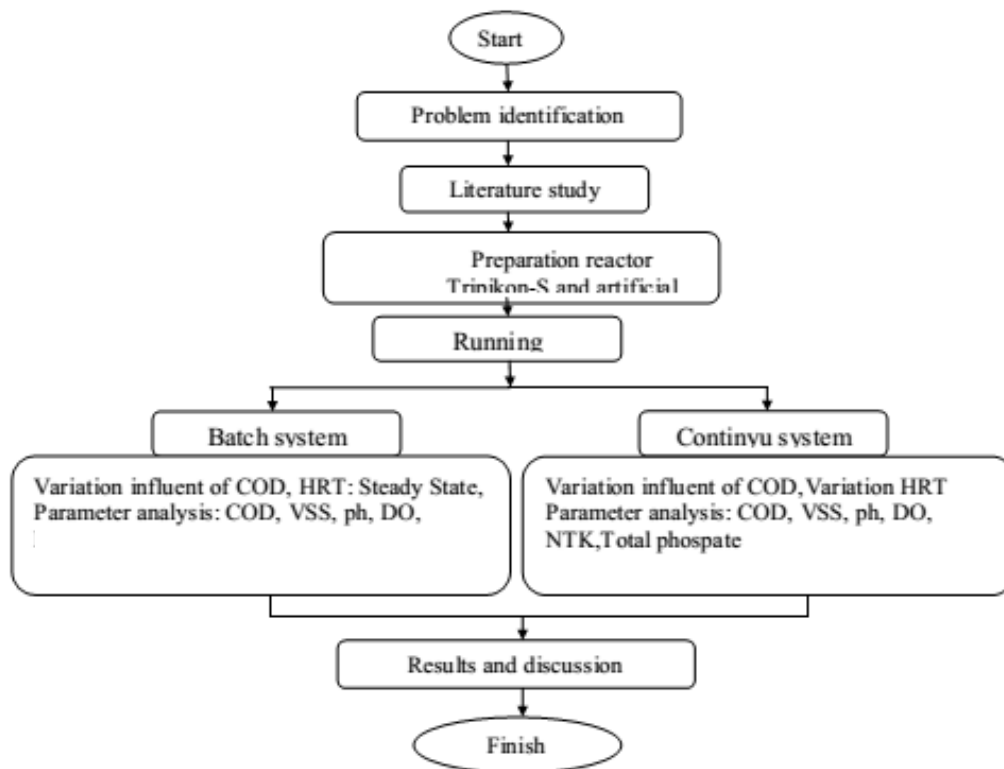 Start
Problem identification
Literature study
Preparation reactor
Tripikon-S and artificial
Running
Batch system
Variation influent of COD, HRT: Steady State,
Parameter analysis: COD, VSS, ph, DO,
Continyu system
Variation influent of COD,Variation HRT
Parameter analysis: COD, VSS, ph, DO,
NTK,Total phospate
Results and discussion
Finish